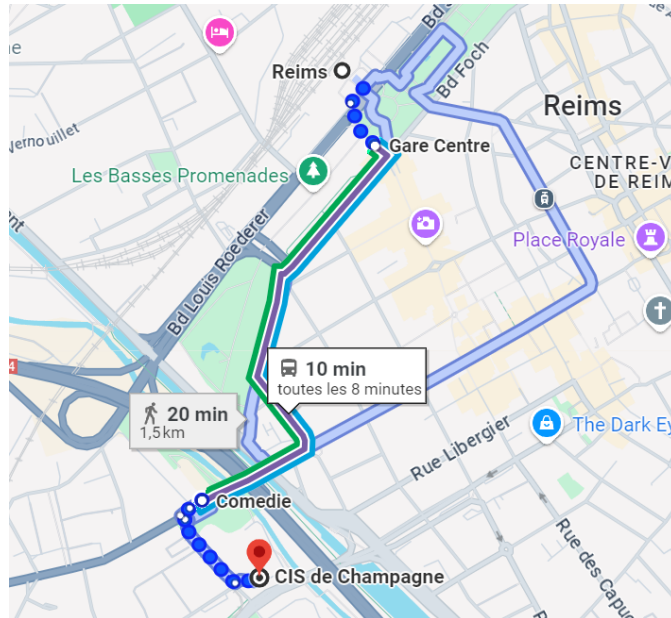 Bd Foch
Reims
Reims
Vernouillet
Gare Centre
CENTRE-V
DE REIM
Les Basses Promenades
Place Royale
Bd Louis Roederer
10 min
toutes les 8 minutes
4
20 min
1,5 km
The Dark Ey
Rue Libergier
Comedie
CIS de Champagne
Rue des Capuc